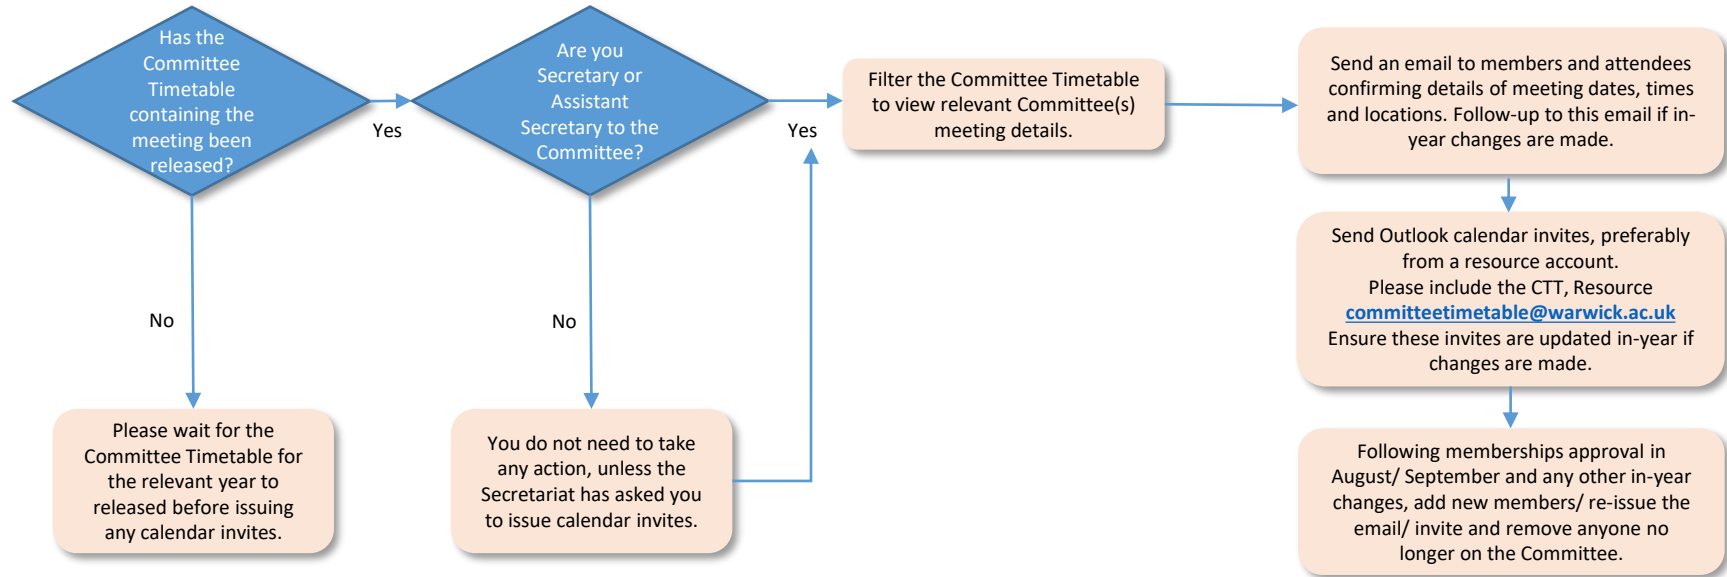 Has the
Committee
Timetable
containing the
meeting been
released?
Yes
No
Please wait for the
Committee Timetable for
the relevant year to
released before issuing
any calendar invites.
Are you
Secretary or
Assistant
Secretary to the
Committee?
Yes
No
You do not need to take
any action, unless the
Secretariat has asked you
to issue calendar invites.
Filter the Committee Timetable
to view relevant Committee(s)
meeting details.
Send an email to members and attendees
confirming details of meeting dates, times
and locations. Follow-up to this email if in-
year changes are made.
Send Outlook calendar invites, preferably
from a resource account.
Please include the CTT, Resource
committeetimetable@warwick.ac.uk
Ensure these invites are updated in-year if
changes are made.
Following memberships approval in
August/ September and any other in-year
changes, add new members/ re-issue the
email/ invite and remove anyone no
longer on the Committee.